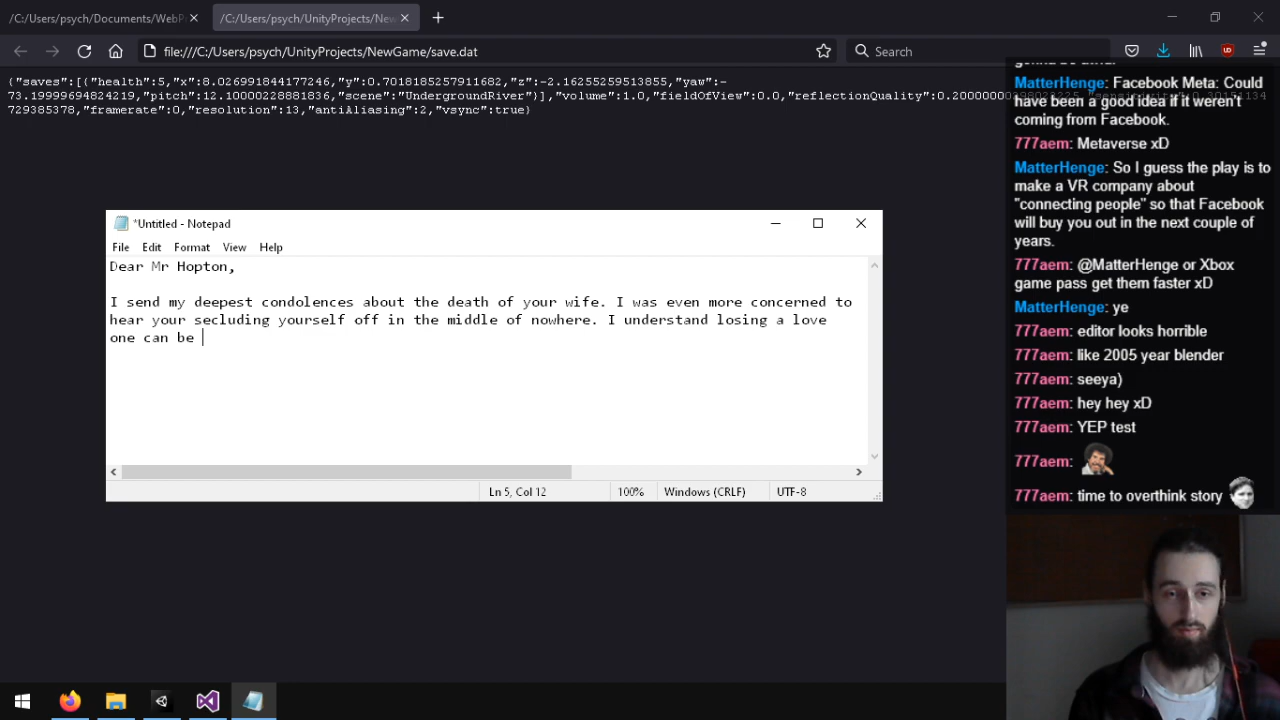 /C:/Users/psych/Documents/WebP
/C:/Users/psych/UnityProjects/New
file:///C:/Users/psych/UnityProjects/NewGame/save.dat
Search
{"saves":[{"health":5,"x":8.026991844177246,"y":0.7018185257911682,"z":-2.16255259513855,"yaw":-
73.19999694824219,"pitch":12.10000228881836,"scene":"UndergroundRiver"}],"volume":1.0,"fieldOfView":0.0,"reflectionQuality":
729385378,"framerate":0,"resolution":13,"antiAliasing":2,"vsync":true}
*Untitled - Notepad
File Edit Format View Help
Dear Mr Hopton,
I send my deepest condolences about the death of your wife. I was even more concerned to
hear your secluding yourself off in the middle of nowhere. I understand losing a love
one can be
Ln 5, Col 12
100%
Windows (CRLF)
UTF-8
MatterHenge: Facebook Meta: Could
have been a good idea if it weren't
coming from Facebook.
777aem: Metaverse xD
MatterHenge: So I guess the play is to
make a VR company about
"connecting people" so that Facebook
will buy you out in the next couple of
years.
777aem: @MatterHenge or Xbox
game pass get them faster xD
MatterHenge: ye
777aem: editor looks horrible
777aem: like 2005 year blender
777aem: seeya)
777aem: hey hey xD
777aem: YEP test
777aem:
777aem: time to overthink story